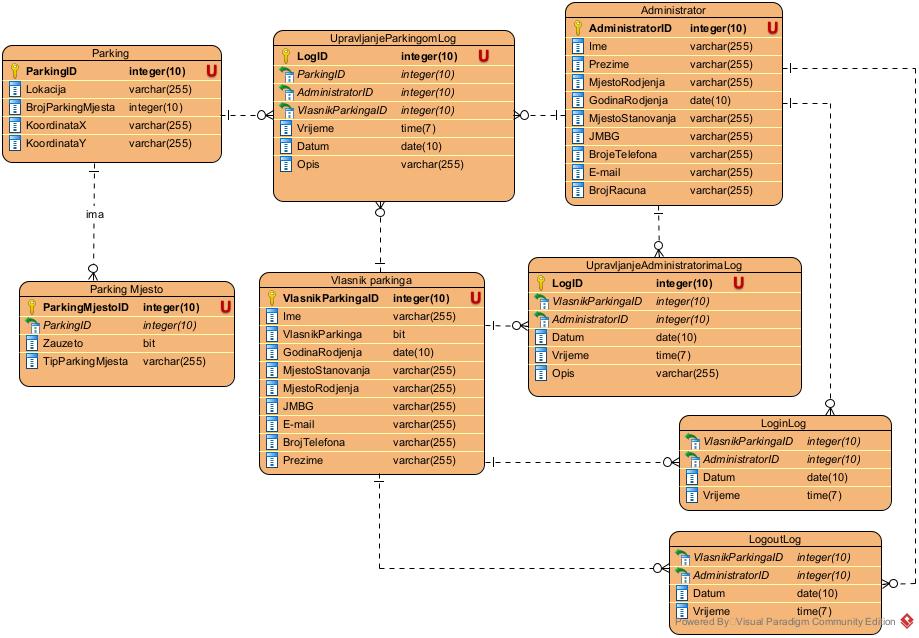 Parking
ParkingID integer(10) U
Lokacija varchar(255)
BrojParkingMjesta integer(10)
KoordinataX varchar(255)
KoordinataY varchar(255)
UpravljanjeParkingomLog
LogID integer(10) U
ParkingID integer(10)
AdministratorID integer(10)
VlasnikParkingaID integer(10)
Vrijeme time(7)
Datum date(10)
Opis varchar(255)
Administrator
AdministratorID integer(10) U
Ime varchar(255)
Prezime varchar(255)
MjestoRodjenja varchar(255)
GodinaRodjenja date(10)
MjestoStanovanja varchar(255)
JMBG varchar(255)
BrojeTelefona varchar(255)
E-mail varchar(255)
BrojRacuna varchar(255)
ima
Parking Mjesto
ParkingMjestoID integer(10) U
ParkingID integer(10)
Zauzeto bit
TipParkingMjesta varchar(255)
Vlasnik parkinga
VlasnikParkingaID integer(10) U
Ime varchar(255)
VlasnikParkinga bit
GodinaRodjenja date(10)
MjestoStanovanja varchar(255)
MjestoRodjenja varchar(255)
JMBG varchar(255)
E-mail varchar(255)
BrojTelefona varchar(255)
Prezime varchar(255)
UpravljanjeAdministratorimaLog
LogID integer(10) U
VlasnikParkingaID integer(10)
AdministratorID integer(10)
Datum date(10)
Vrijeme time(7)
Opis varchar(255)
LoginLog
VlasnikParkingaID integer(10)
AdministratorID integer(10)
Datum date(10)
Vrijeme time(7)
LogoutLog
VlasnikParkingaID integer(10)
AdministratorID integer(10)
Datum date(10)
Vrijeme time(7)
Powered By Visual Paradigm Community Edition